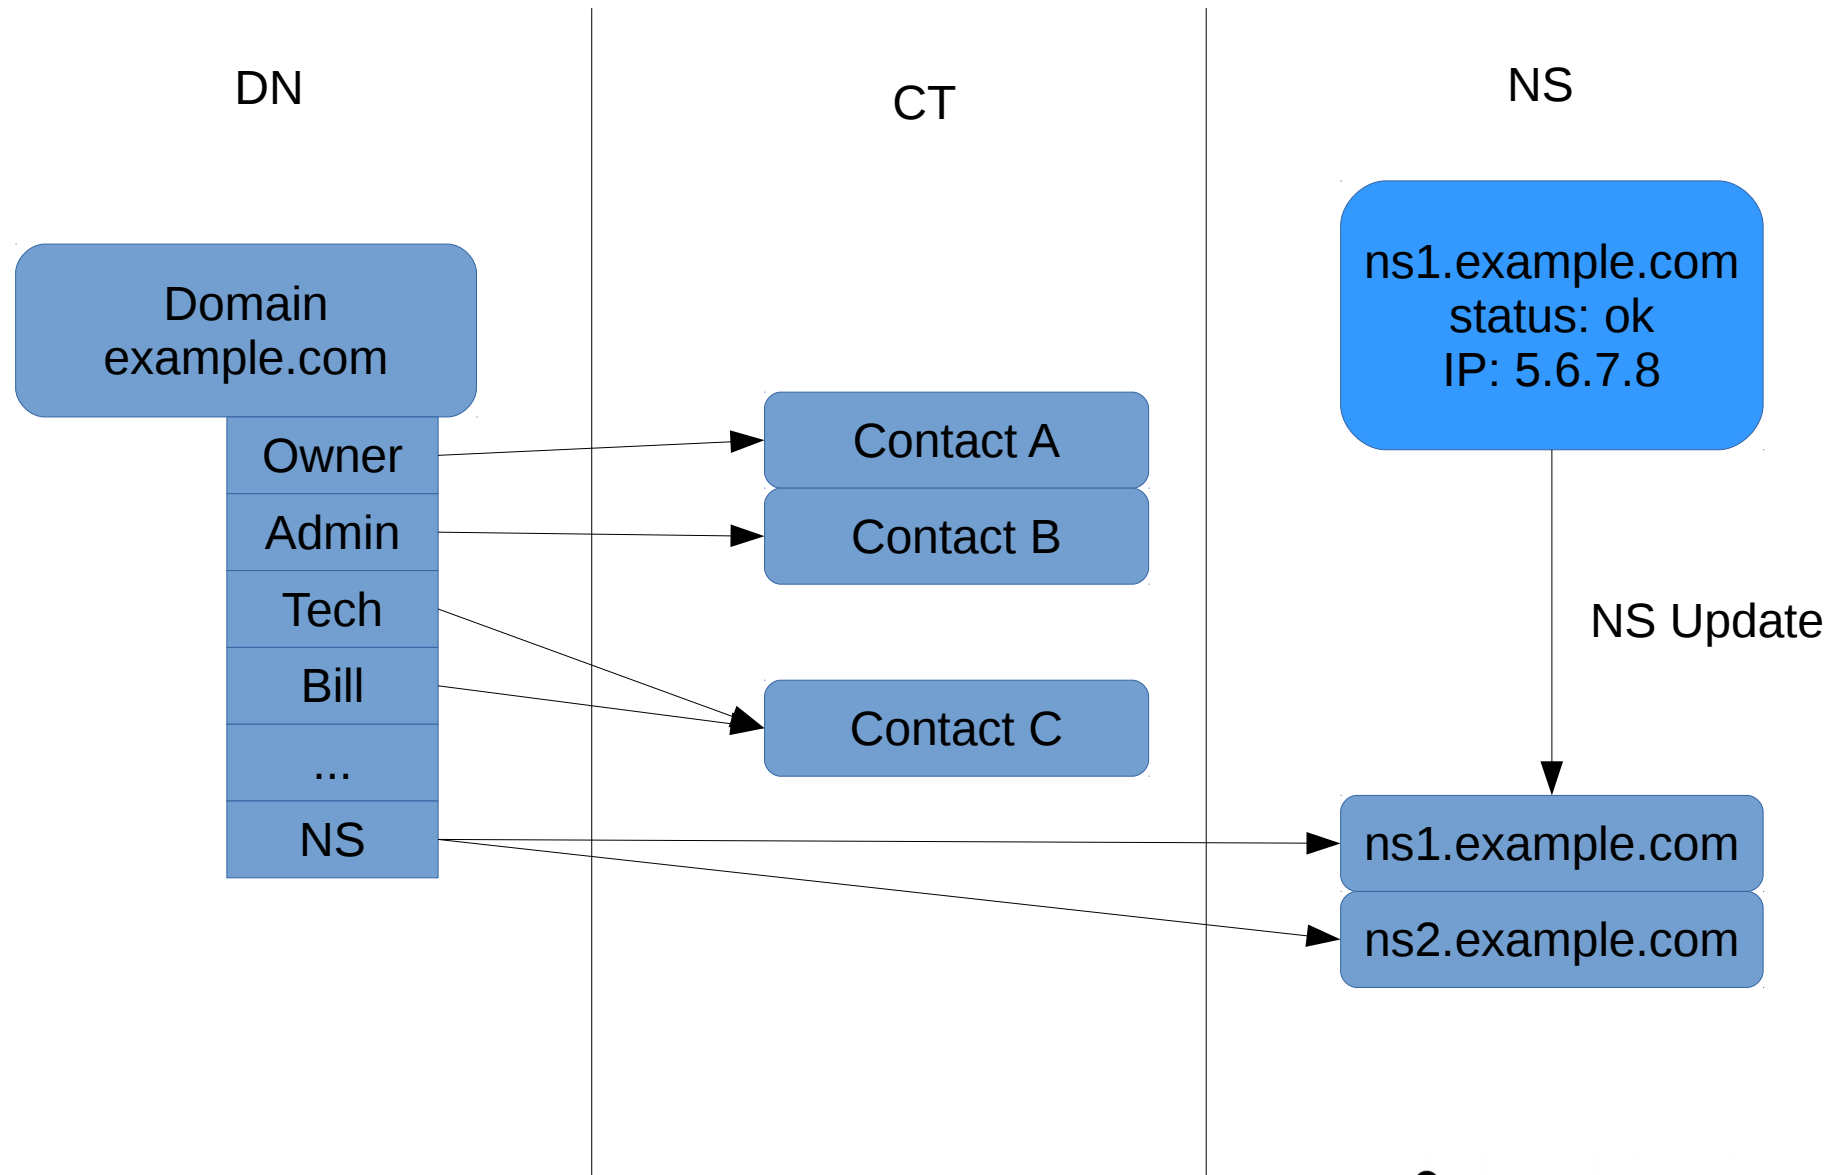 DN
CT
NS
Domain
example.com
Owner
Admin
Tech
Bill
...
NS
Contact A
Contact B
Contact C
ns1.example.com
status: ok
IP: 5.6.7.8
NS Update
ns1.example.com
ns2.example.com